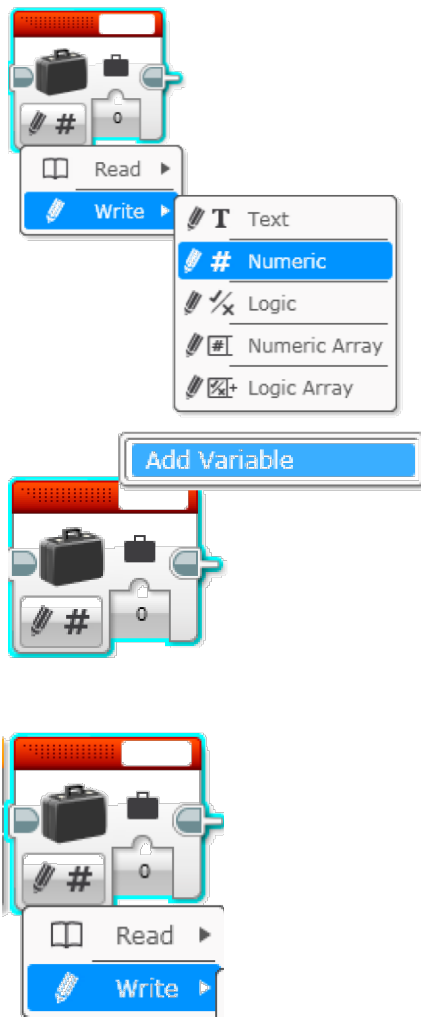 #
0
Read
Write
T Text
# Numeric
Logic
# Numeric Array
Logic Array
Add Variable
#
0
#
0
Read
Write